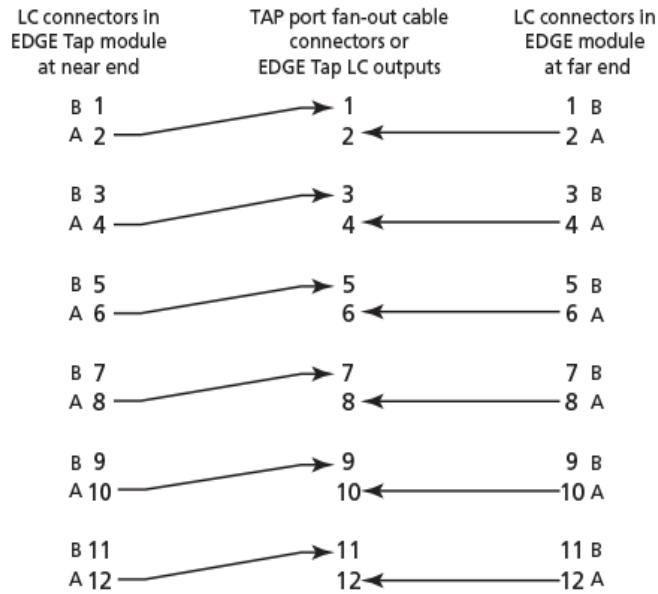 LC connectors in
EDGE Tap module
at near end
TAP port fan-out cable
connectors or
EDGE Tap LC outputs
LC connectors in
EDGE module
at far end
B 1 1 1 B
A 2 2 2 A
B 3 3 3 B
A 4 4 4 A
B 5 5 5 B
A 6 6 6 A
B 7 7 7 B
A 8 8 8 A
B 9 9 9 B
A 10 10 10 A
B 11 11 11 B
A 12 12 12 A